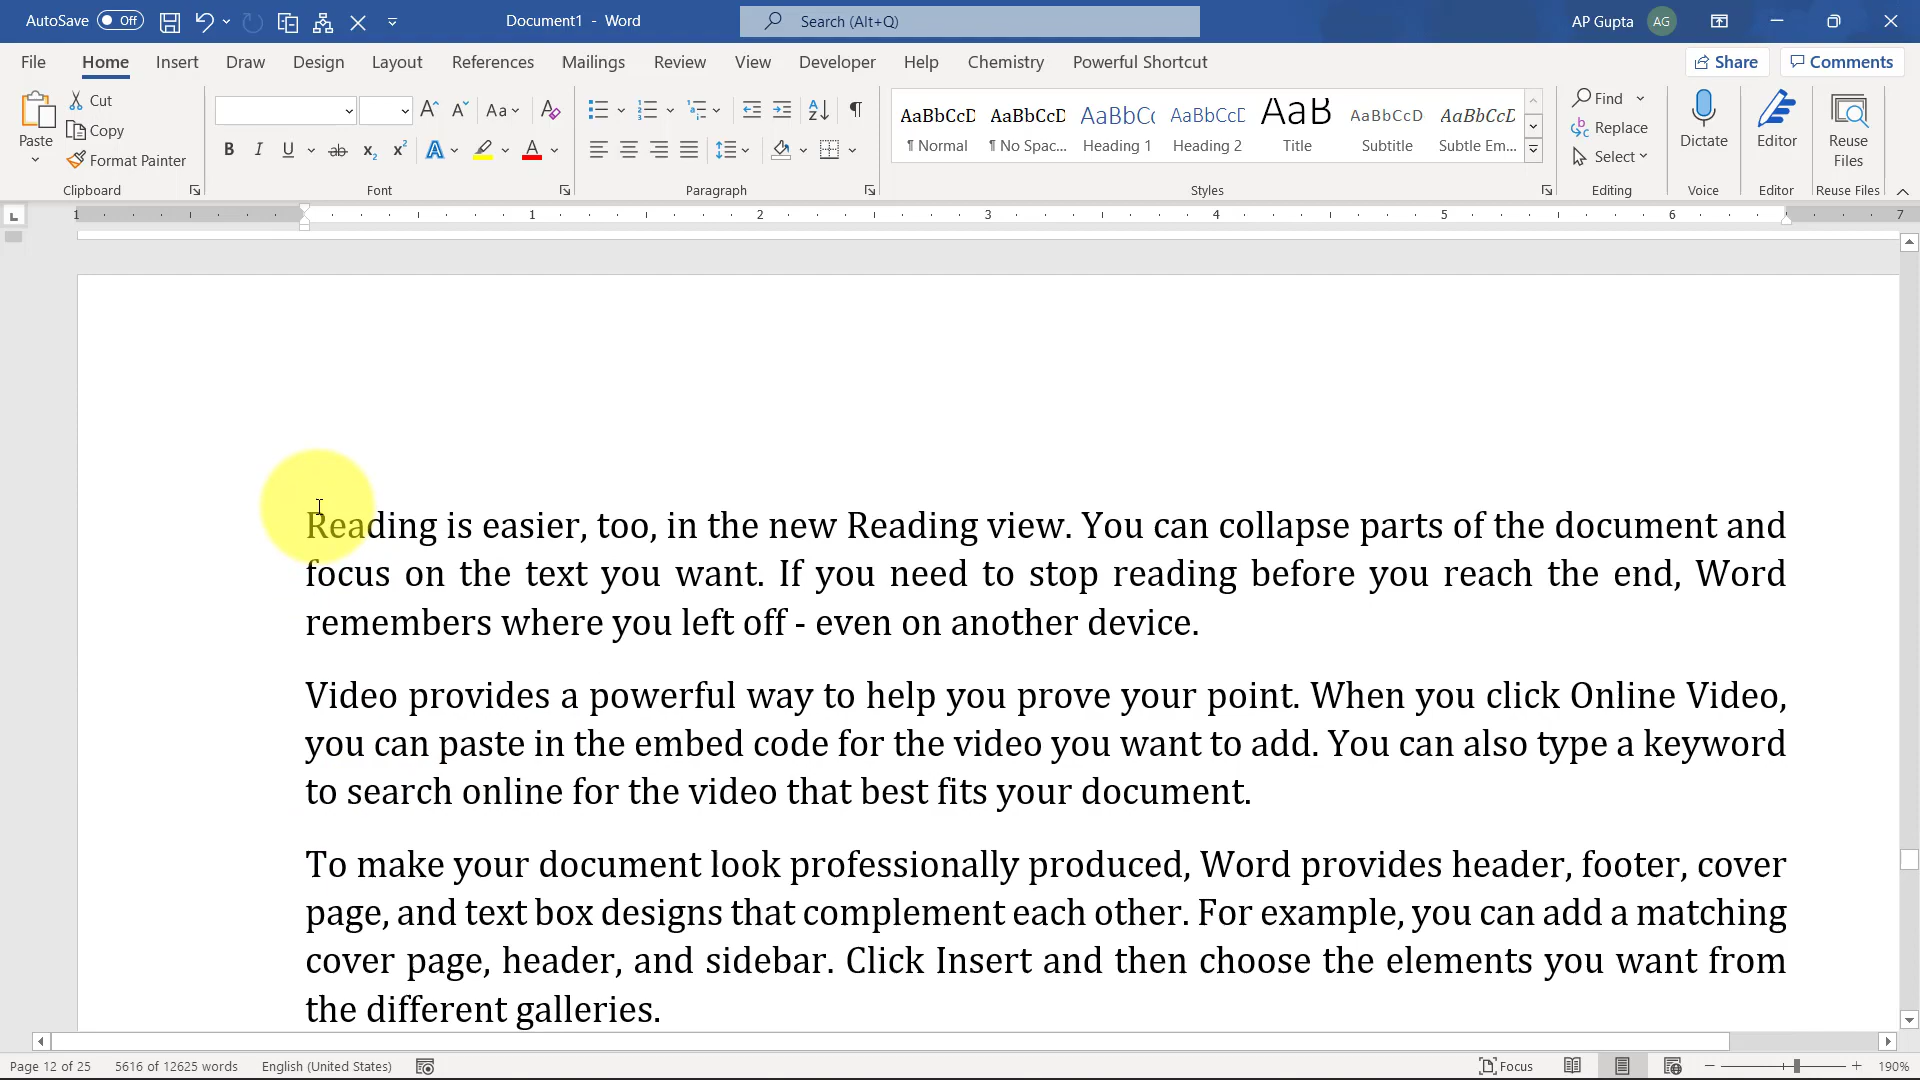 AutoSave Off Document1 - Word Search (Alt+Q) AP Gupta AG
File Home Insert Draw Design Layout References Mailings Review View Developer Help Chemistry Powerful Shortcut Share Comments
Paste Cut Copy Format Painter
Clipboard
Font
Paragraph
AaBbCcD AaBbCcD AaBbC AaBbCcD AaB AaBbCcD AaBbCcD
¶ Normal ¶ No Spac... Heading 1 Heading 2 Title Subtitle Subtle Em...
Styles
Find
Replace
Select
Editing
Dictate
Voice
Editor
Editor
Reuse
Files
Reuse Files
1 1 2 3 4 5 6 7
Reading is easier, too, in the new Reading view. You can collapse parts of the document and
focus on the text you want. If you need to stop reading before you reach the end, Word
remembers where you left off - even on another device.
Video provides a powerful way to help you prove your point. When you click Online Video,
you can paste in the embed code for the video you want to add. You can also type a keyword
to search online for the video that best fits your document.
To make your document look professionally produced, Word provides header, footer, cover
page, and text box designs that complement each other. For example, you can add a matching
cover page, header, and sidebar. Click Insert and then choose the elements you want from
the different galleries.
Page 12 of 25 5616 of 12625 words English (United States) Focus 190%